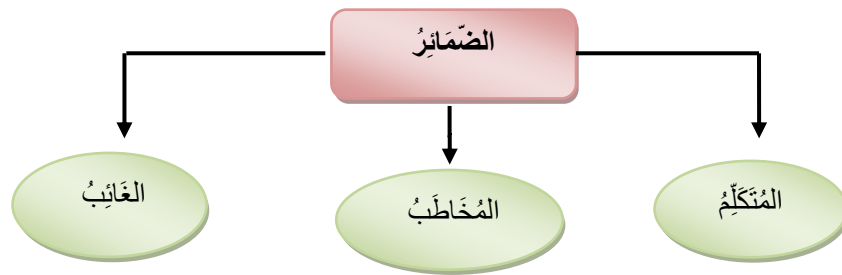 الضّمَائِرُ
المُتَكَلِّمُ
المُخَاطَبُ
الغَائِبُ